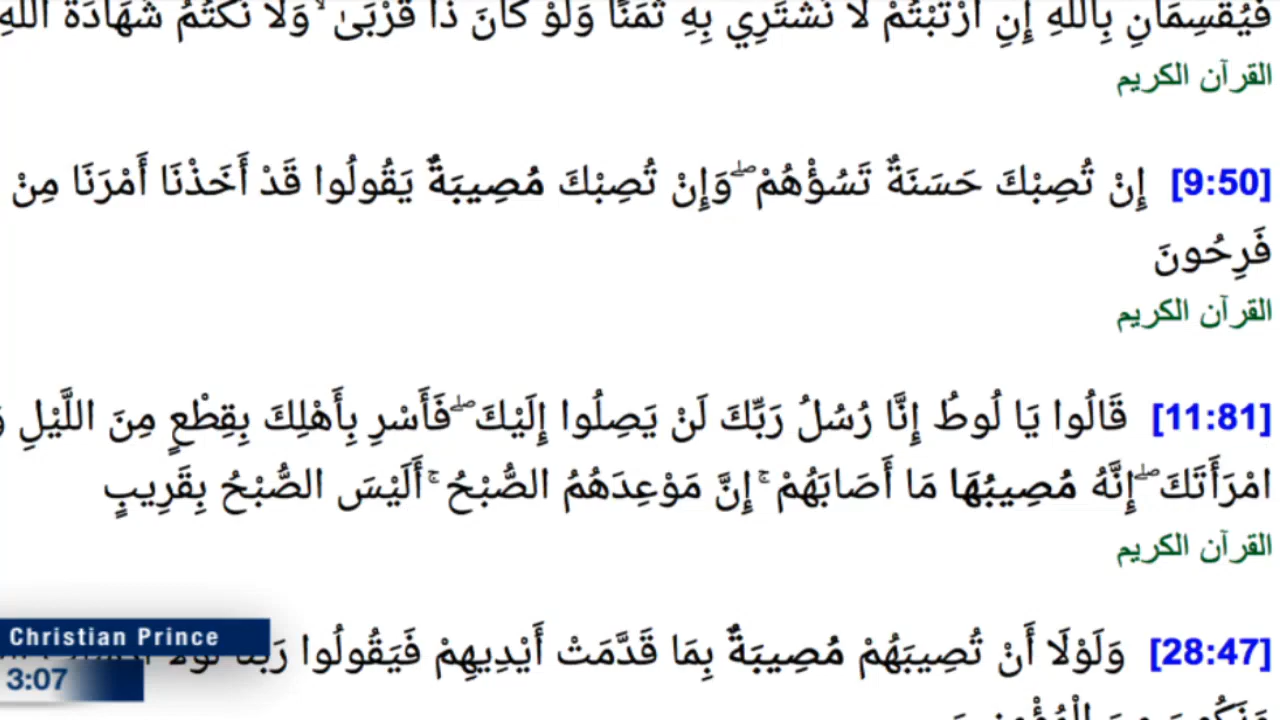 فَيُقْسِمَانِ بِاللَّهِ إِنِ ارْتَبْتُمْ لَا نَشْتَرِي بِهِ ثَمَنًا وَلَوْ كَانَ ذَا قُرْبَىٰ ۙ وَلَا نَكْتُمُ شَهَادَةَ اللَّهِ
القرآن الكريم
[9:50] إِنْ تُصِبْكَ حَسَنَةٌ تَسُؤْهُمْ ۖ وَإِنْ تُصِبْكَ مُصِيبَةٌ يَقُولُوا قَدْ أَخَذْنَا أَمْرَنَا مِنْ
فَرِحُونَ
القرآن الكريم
[11:81] قَالُوا يَا لُوطُ إِنَّا رُسُلُ رَبِّكَ لَنْ يَصِلُوا إِلَيْكَ ۖ فَأَسْرِ بِأَهْلِكَ بِقِطْعٍ مِنَ اللَّيْلِ
امْرَأَتَكَ ۖ إِنَّهُ مُصِيبُهَا مَا أَصَابَهُمْ ۚ إِنَّ مَوْعِدَهُمُ الصُّبْحُ ۚ أَلَيْسَ الصُّبْحُ بِقَرِيبٍ
القرآن الكريم
[28:47] وَلَوْلَا أَنْ تُصِيبَهُمْ مُصِيبَةٌ بِمَا قَدَّمَتْ أَيْدِيهِمْ فَيَقُولُوا
Christian Prince
3:07